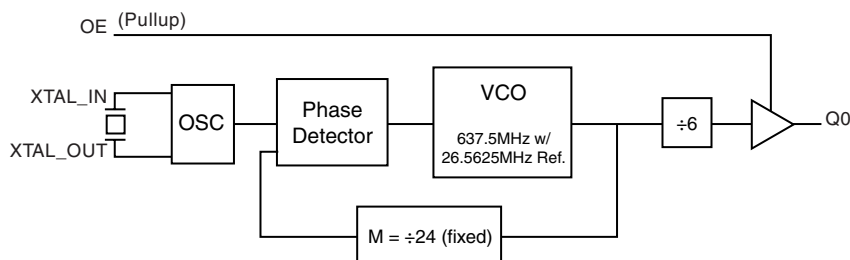 OE (Pullup)
XTAL_IN
XTAL_OUT
OSC
Phase
Detector
VCO
637.5MHz w/
26.5625MHz Ref.
÷6
Q0
M = ÷24 (fixed)